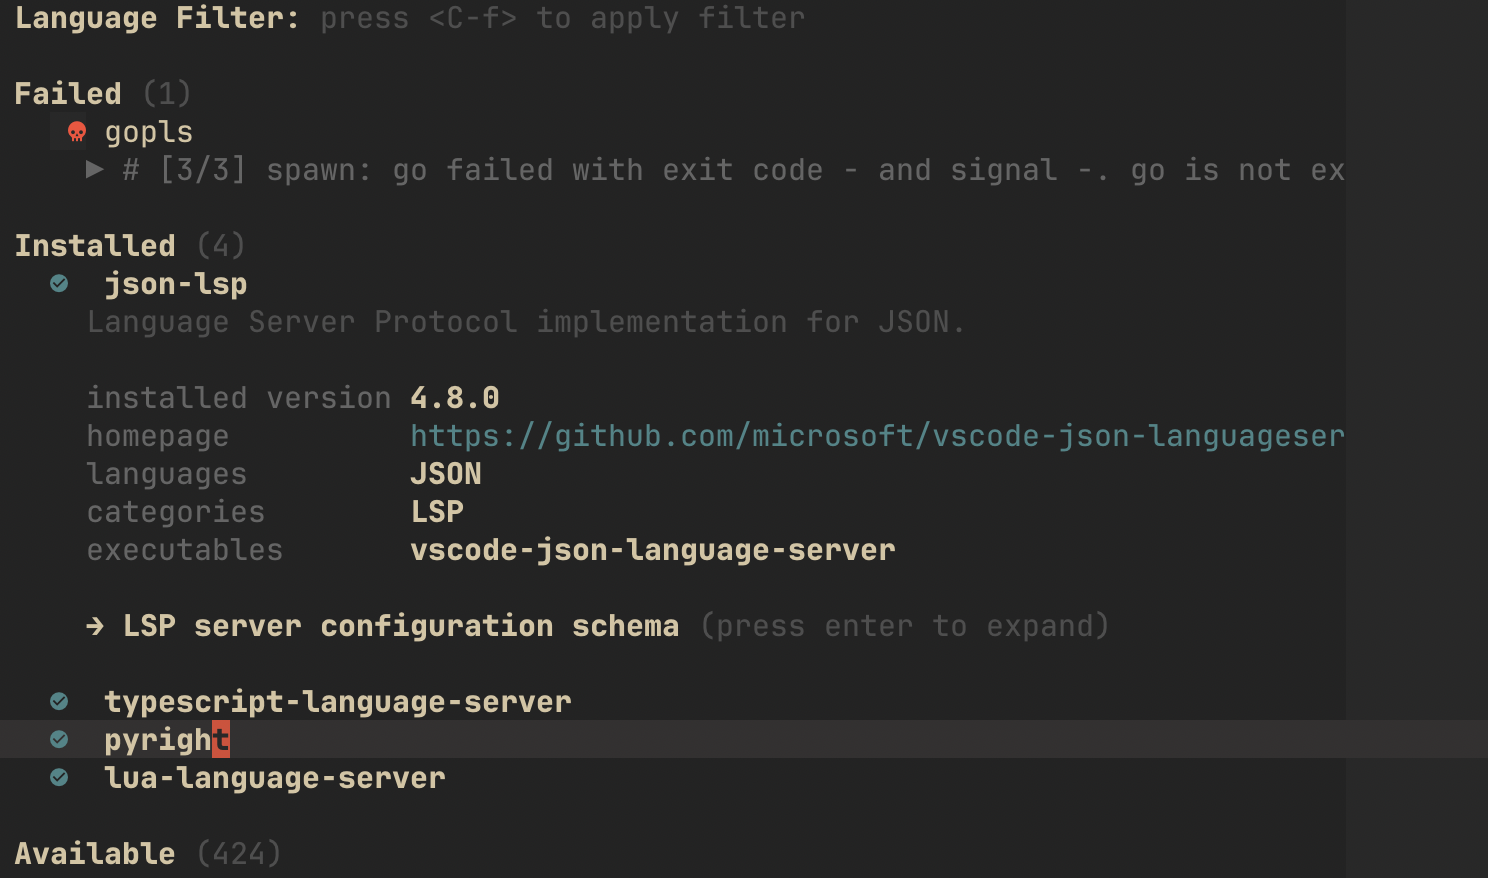 Language Filter: press <C-f> to apply filter
Failed (1)
gopls
▶ # [3/3] spawn: go failed with exit code - and signal -. go is not ex
Installed (4)
json-lsp
Language Server Protocol implementation for JSON.
installed version 4.8.0
homepage https://github.com/microsoft/vscode-json-languageser
languages JSON
categories LSP
executables vscode-json-language-server
→ LSP server configuration schema (press enter to expand)
typescript-language-server
pyright
lua-language-server
Available (424)